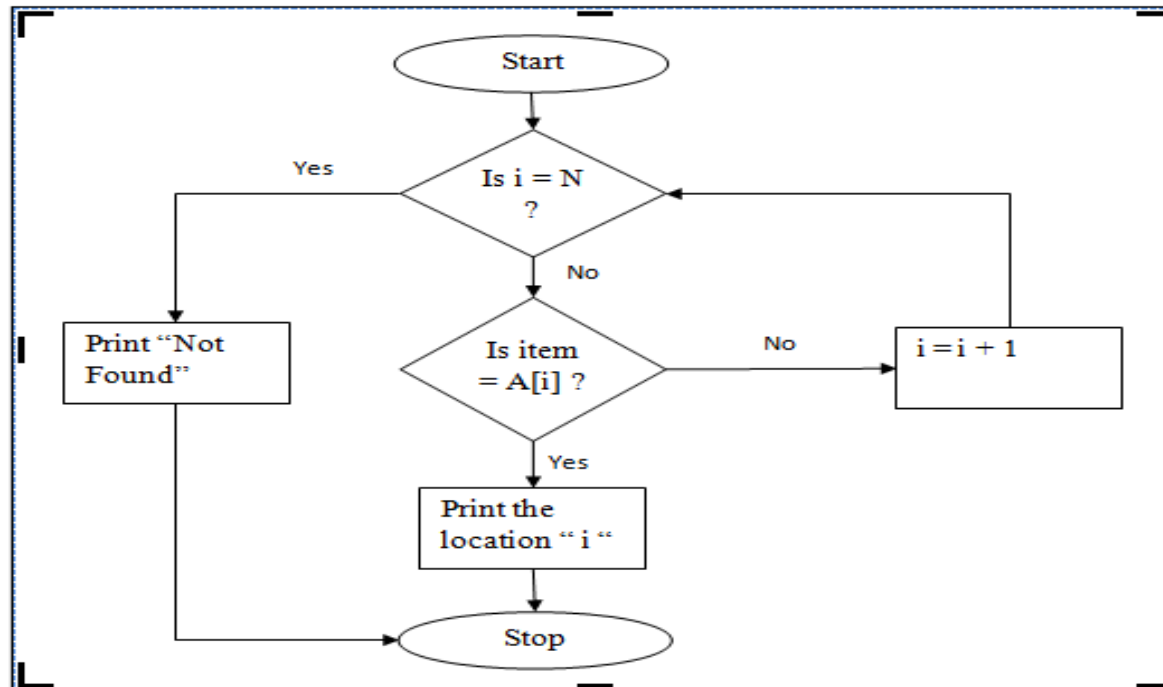 Start
Yes
Is i = N
?
No
Print “Not
Found”
Is item
= A[i] ?
No
i = i + 1
Yes
Print the
location “ i “
Stop